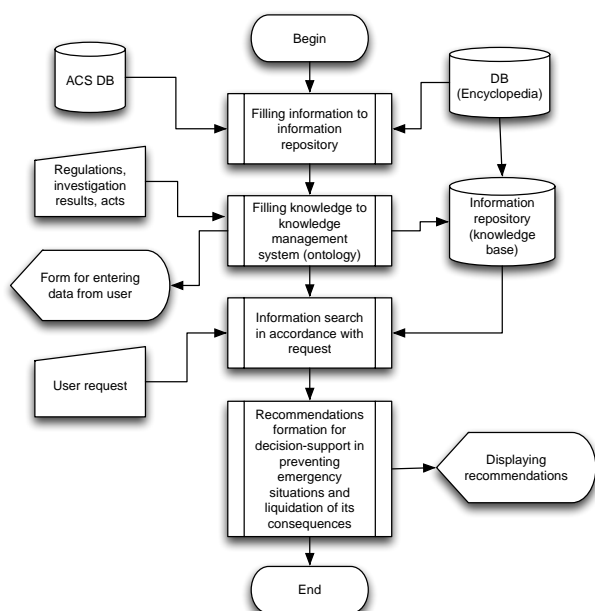 Begin
ACS DB
DB
(Encyclopedia)
Filling information to
information
repository
Regulations,
investigation
results, acts
Filling knowledge to
knowledge
management
system (ontology)
Information
repository
(knowledge
base)
Form for entering
data from user
Information search
in accordance with
request
User request
Recommendations
formation for
decision-support in
preventing
emergency
situations and
liquidation of its
consequences
Displaying
recommendations
End